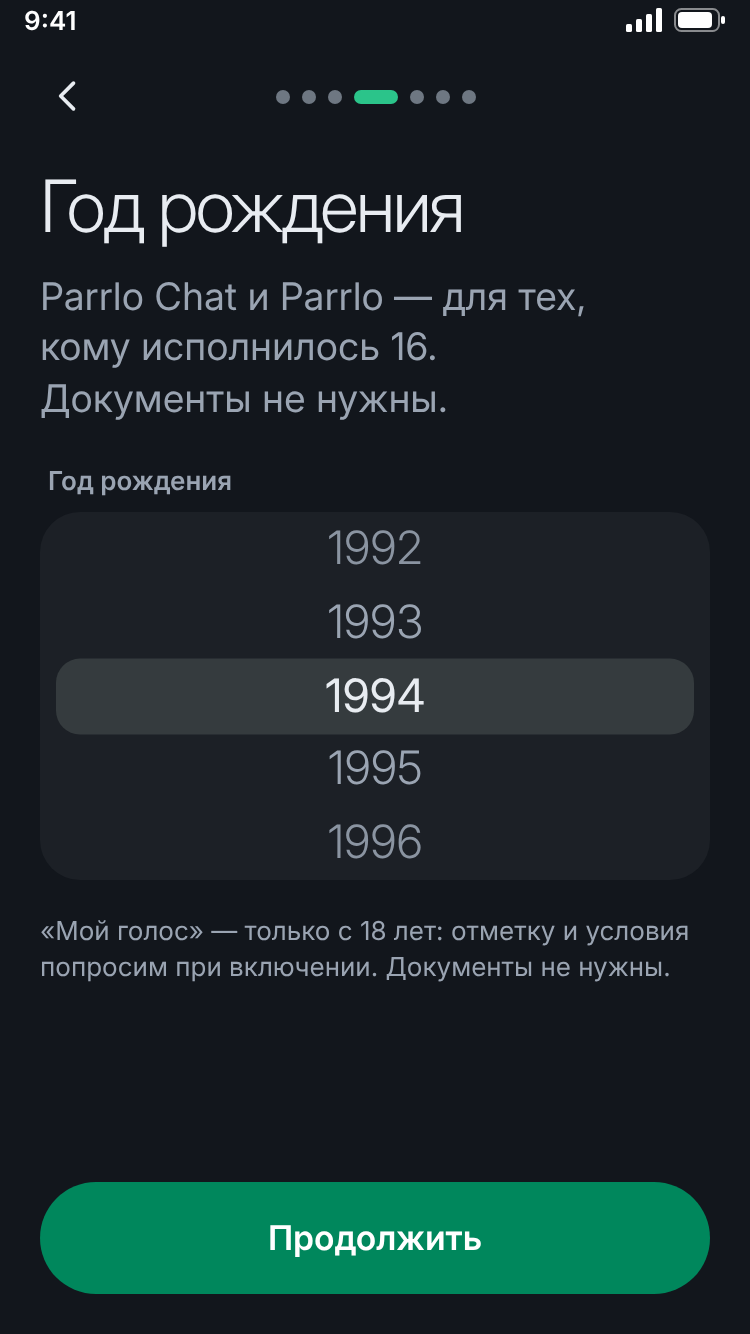 9:41
Год рождения
Parrlo Chat и Parrlo — для тех,
кому исполнилось 16.
Документы не нужны.
Год рождения
1992
1993
1994
1995
1996
«Мой голос» — только с 18 лет: отметку и условия
попросим при включении. Документы не нужны.
Продолжить